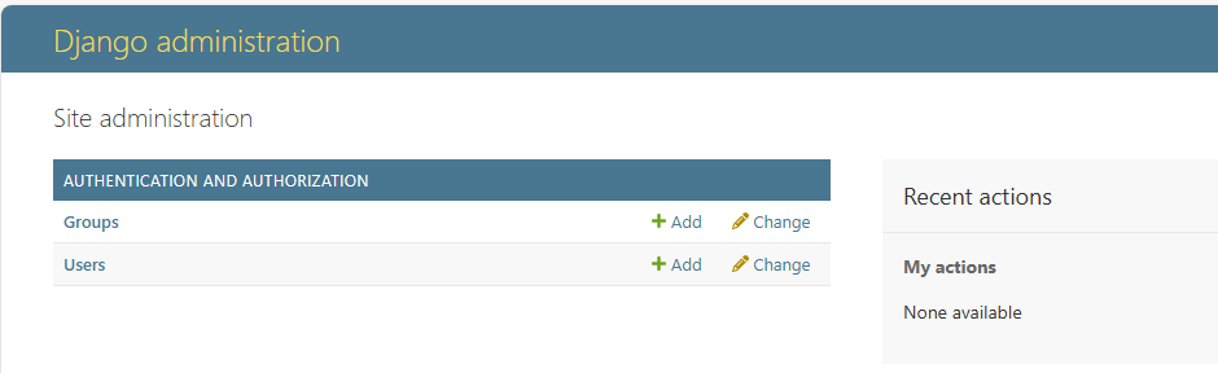 Django administration
Site administration
AUTHENTICATION AND AUTHORIZATION
Groups Add Change
Users Add Change
Recent actions
My actions
None available